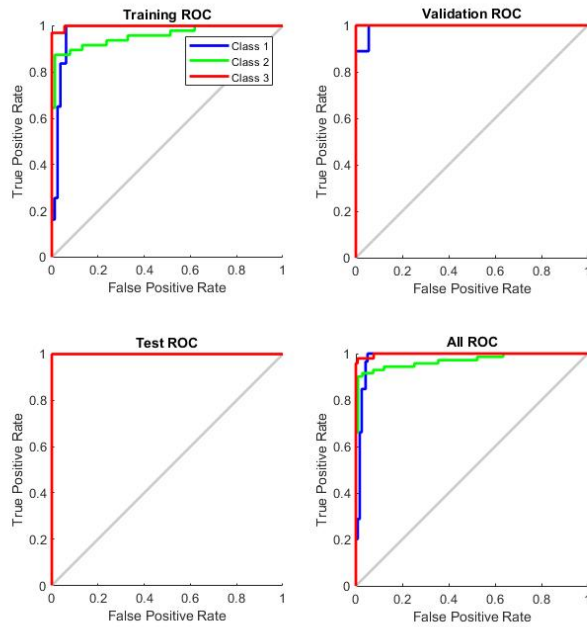 Training ROC
1
0.8
0.6
0.4
0.2
0
True Positive Rate
Class 1
Class 2
Class 3
0 0.2 0.4 0.6 0.8 1
False Positive Rate
Validation ROC
1
0.8
0.6
0.4
0.2
0
True Positive Rate
0 0.2 0.4 0.6 0.8 1
False Positive Rate
Test ROC
1
0.8
0.6
0.4
0.2
0
True Positive Rate
0 0.2 0.4 0.6 0.8 1
False Positive Rate
All ROC
1
0.8
0.6
0.4
0.2
0
True Positive Rate
0 0.2 0.4 0.6 0.8 1
False Positive Rate